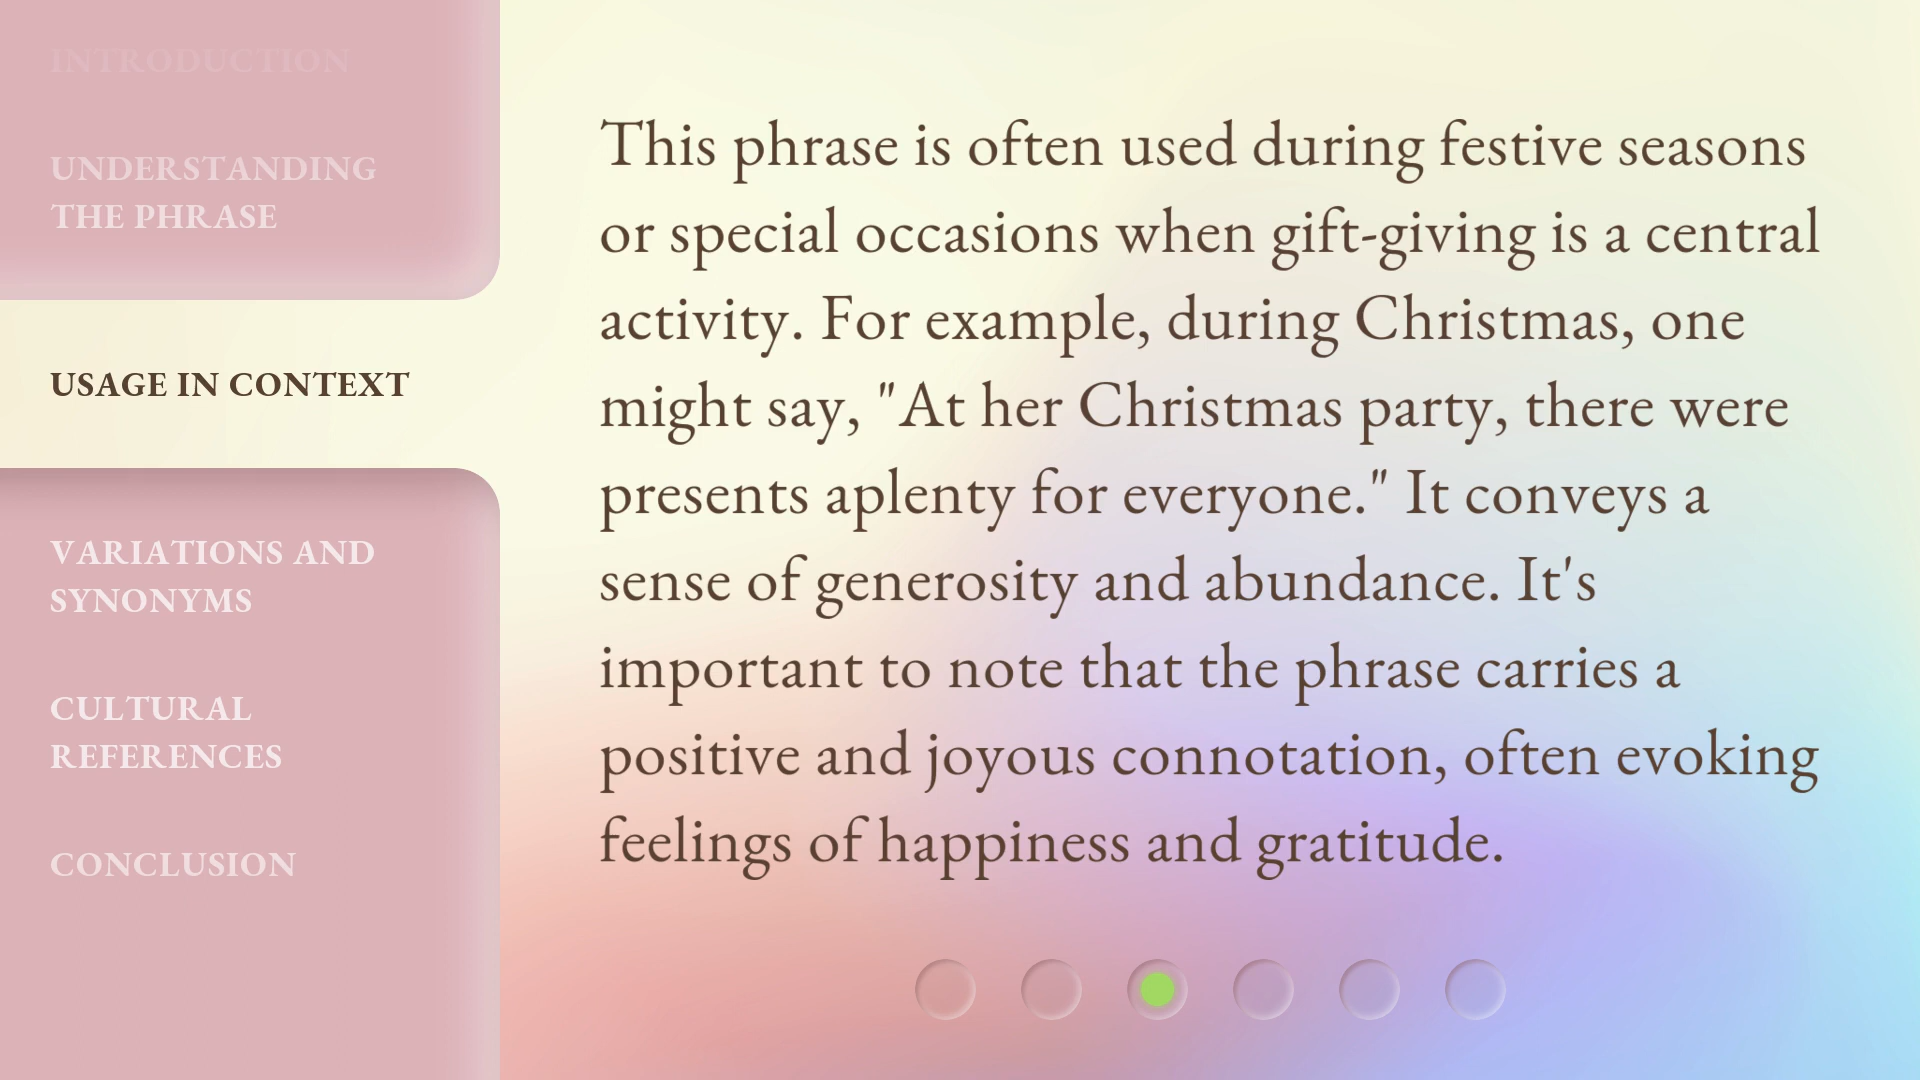 INTRODUCTION
UNDERSTANDING
THE PHRASE
USAGE IN CONTEXT
VARIATIONS AND
SYNONYMS
CULTURAL
REFERENCES
CONCLUSION
This phrase is often used during festive seasons
or special occasions when gift-giving is a central
activity. For example, during Christmas, one
might say, "At her Christmas party, there were
presents aplenty for everyone." It conveys a
sense of generosity and abundance. It's
important to note that the phrase carries a
positive and joyous connotation, often evoking
feelings of happiness and gratitude.